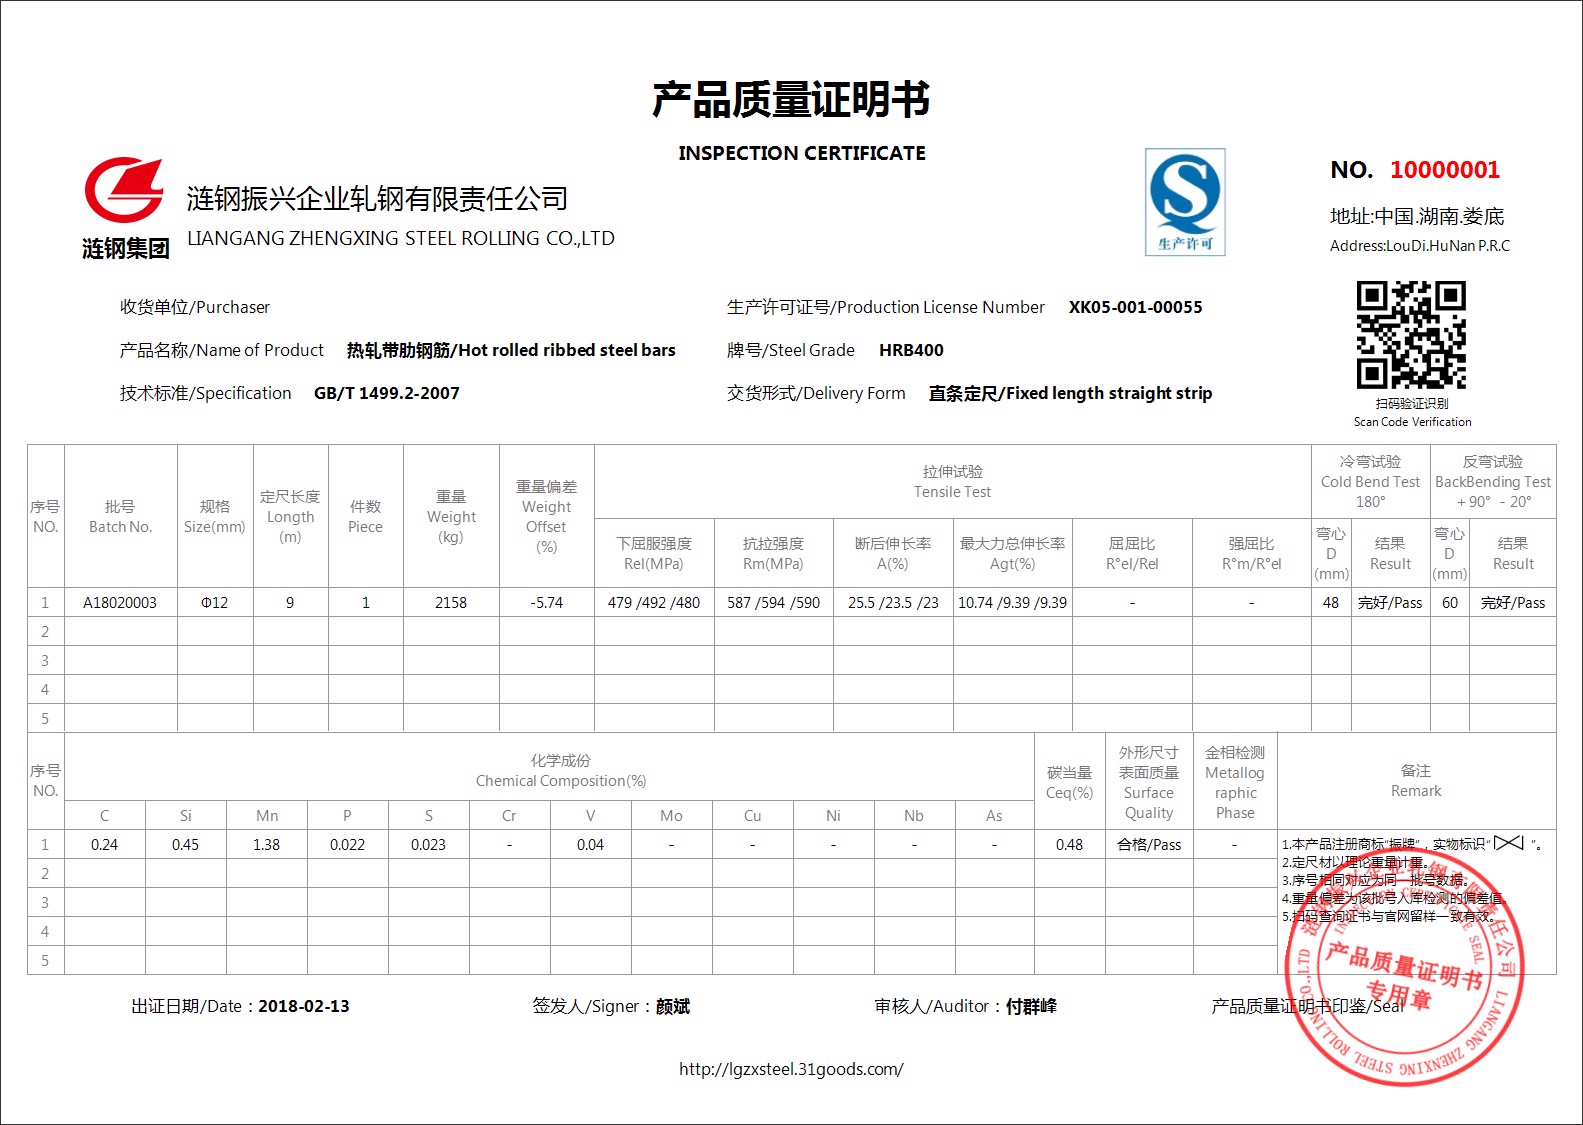 产品质量证明书
INSPECTION CERTIFICATE
涟钢集团
涟钢振兴企业轧钢有限责任公司
LIANGANG ZHENGXING STEEL ROLLING CO.,LTD
生产许可
NO. 10000001
地址:中国.湖南.娄底
Address:LouDi.HuNan P.R.C
收货单位/Purchaser
生产许可证号/Production License Number XK05-001-00055
产品名称/Name of Product 热轧带肋钢筋/Hot rolled ribbed steel bars
牌号/Steel Grade HRB400
技术标准/Specification GB/T 1499.2-2007
交货形式/Delivery Form 直条定尺/Fixed length straight strip
扫码验证识别
Scan Code Verification
序号 NO.
批号 Batch No.
规格 Size(mm)
定尺长度 Longth (m)
件数 Piece
重量 Weight (kg)
重量偏差 Weight Offset (%)
拉伸试验 Tensile Test
冷弯试验 Cold Bend Test 180°
反弯试验 BackBending Test +90° - 20°
下屈服强度 Rel(MPa)
抗拉强度 Rm(MPa)
断后伸长率 A(%)
最大力总伸长率 Agt(%)
屈屈比 R°el/Rel
强屈比 R°m/R°el
弯心 D (mm)
结果 Result
弯心 D (mm)
结果 Result
1 A18020003 Φ12 9 1 2158 -5.74 479 /492 /480 587 /594 /590 25.5 /23.5 /23 10.74 /9.39 /9.39 - - 48 完好/Pass 60 完好/Pass
2
3
4
5
序号 NO.
化学成份 Chemical Composition(%)
碳当量 Ceq(%)
外形尺寸 表面质量 Surface Quality
金相检测 Metallog raphic Phase
备注 Remark
C Si Mn P S Cr V Mo Cu Ni Nb As
1 0.24 0.45 1.38 0.022 0.023 - 0.04 - - - - - 0.48 合格/Pass -
2
3
4
5
1.本产品注册商标“振牌”，实物标识“ ”。
2.定尺材以理论重量计重。
3.序号相同对应为同一批号数据。
4.重量偏差为该批号入库检测的偏差值。
5.扫码查询证书与官网留样一致有效。
涟钢振兴企业轧钢有限责任公司
LIANGANG ZHENXING STEEL ROLLING CO.,LTD
INSPECTION CERTIFICATE SEAL
产品质量证明书
专用章
出证日期/Date：2018-02-13
签发人/Signer：颜斌
审核人/Auditor：付群峰
产品质量证明书印鉴/Seal
http://lgzxsteel.31goods.com/